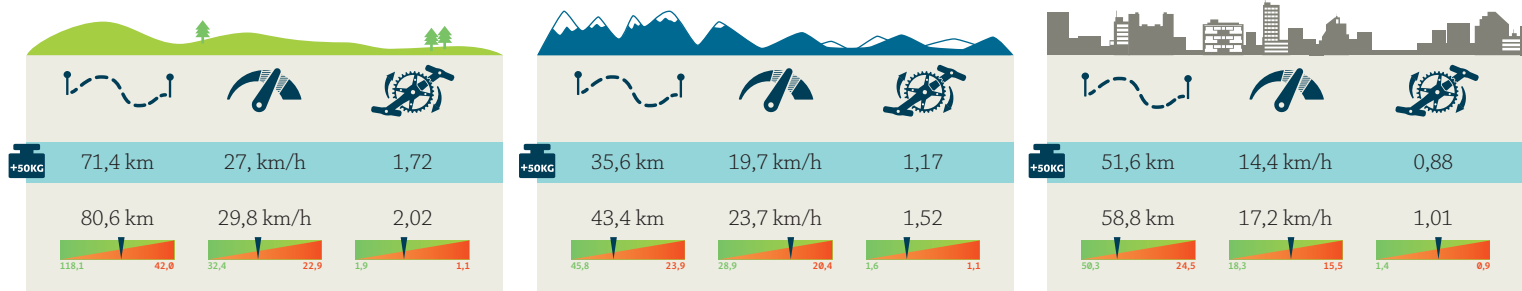 +50KG 71,4 km 27, km/h 1,72
80,6 km 29,8 km/h 2,02
118,1 42,0 32,4 22,9 1,9 1,1
+50KG 35,6 km 19,7 km/h 1,17
43,4 km 23,7 km/h 1,52
45,8 23,9 28,9 20,4 1,6 1,1
+50KG 51,6 km 14,4 km/h 0,88
58,8 km 17,2 km/h 1,01
50,3 24,5 18,3 15,5 1,4 0,9